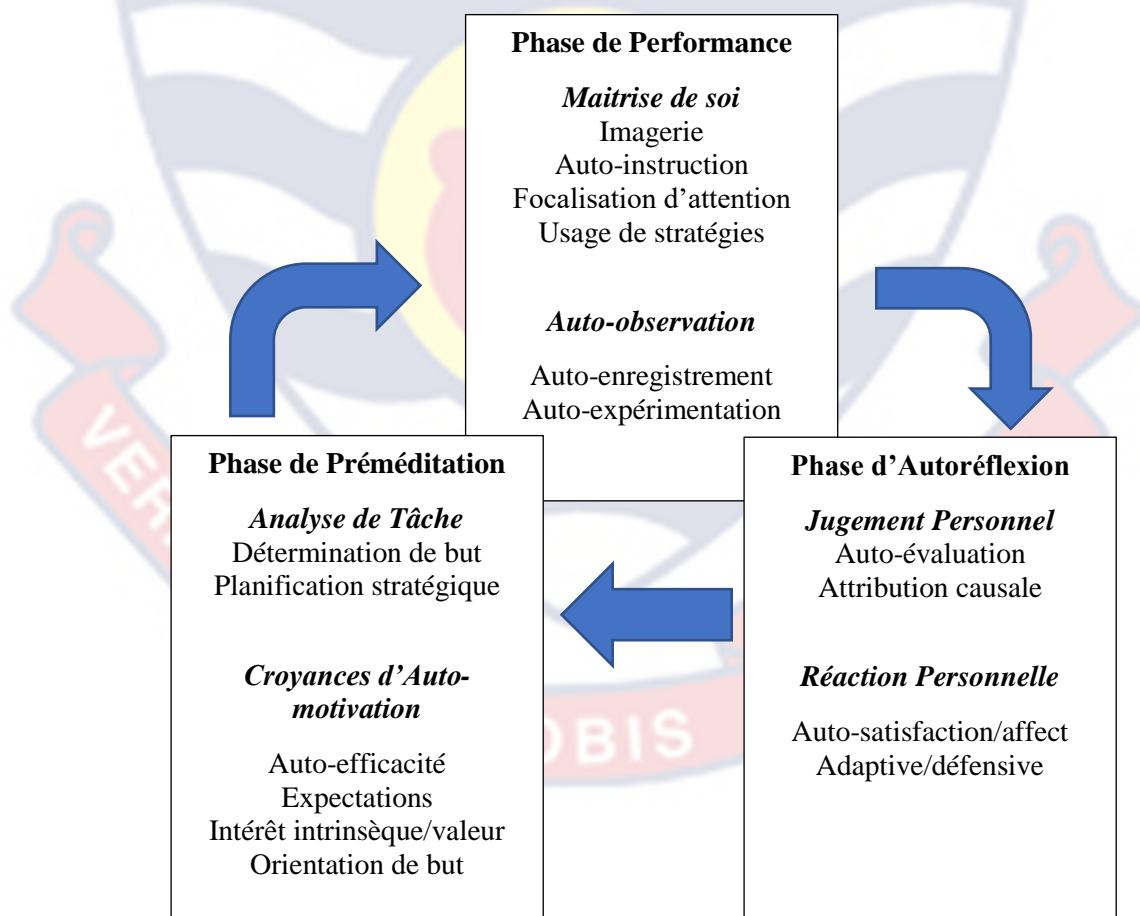 Phase de Performance
Maitrise de soi
Imagerie
Auto-instruction
Focalisation d’attention
Usage de stratégies
Auto-observation
Auto-enregistrement
Auto-expérimentation
Phase de Préméditation
Analyse de Tâche
Détermination de but
Planification stratégique
Croyances d’Auto-
motivation
Auto-efficacité
Expectations
Intérêt intrinsèque/valeur
Orientation de but
Phase d’Autoréflexion
Jugement Personnel
Auto-évaluation
Attribution causale
Réaction Personnelle
Auto-satisfaction/affect
Adaptive/défensive
OBIS